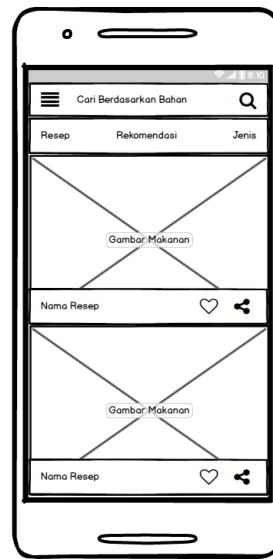 8:10
Cari Berdasarkan Bahan
Resep Rekomendasi Jenis
Gambar Makanan
Nama Resep
Gambar Makanan
Nama Resep